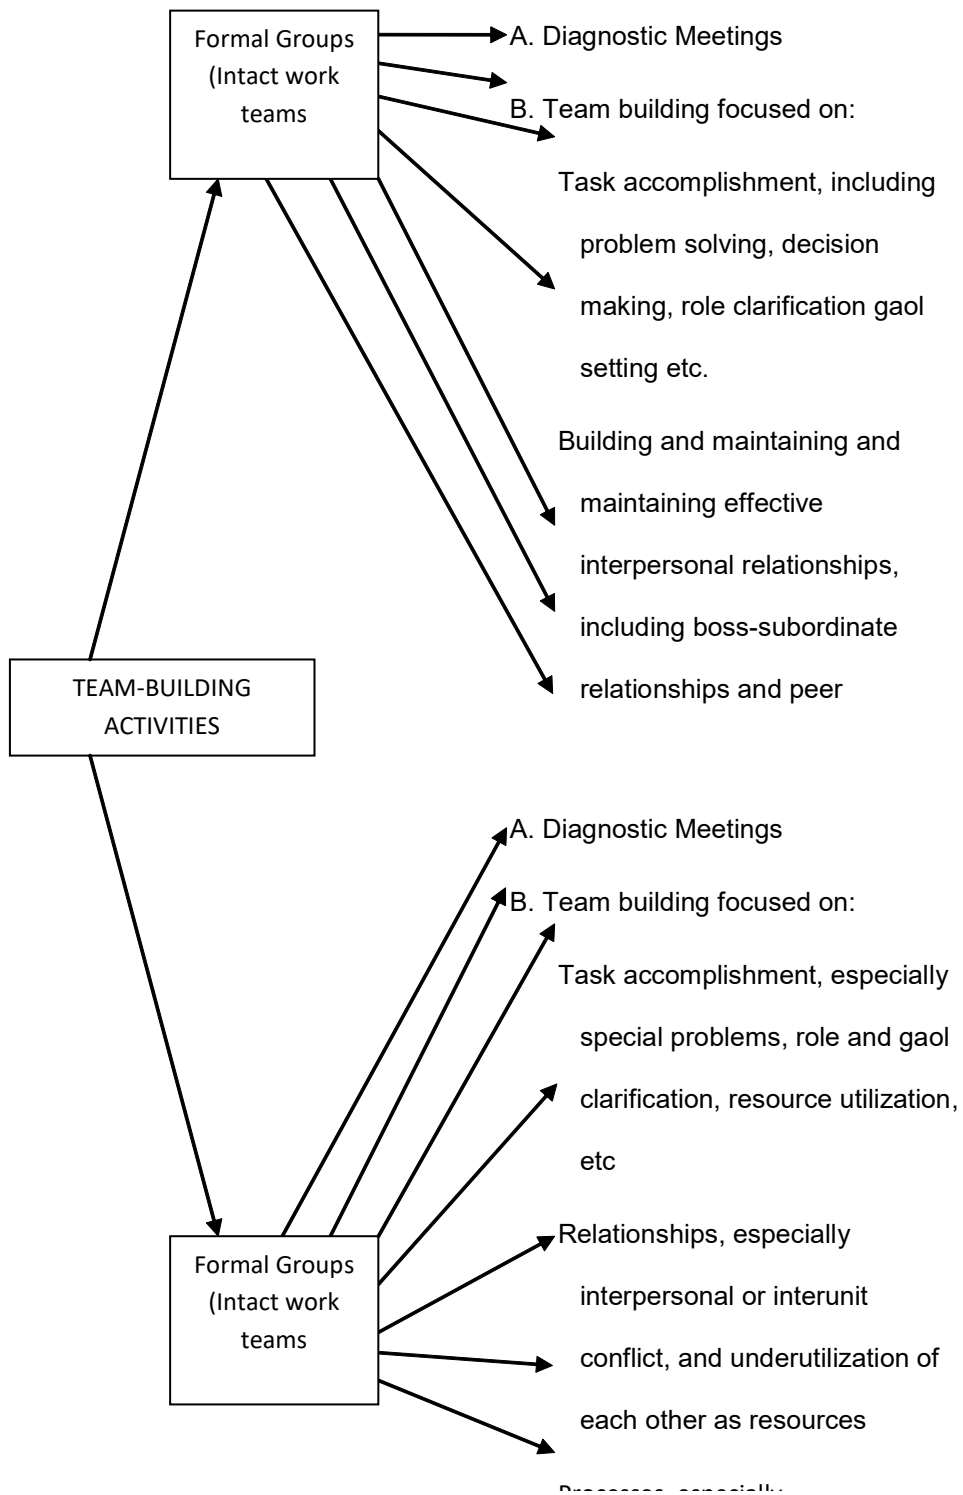 Formal Groups
(Intact work
teams
A. Diagnostic Meetings
B. Team building focused on:
Task accomplishment, including
problem solving, decision
making, role clarification gaol
setting etc.
Building and maintaining and
maintaining effective
interpersonal relationships,
including boss-subordinate
relationships and peer
TEAM-BUILDING
ACTIVITIES
A. Diagnostic Meetings
B. Team building focused on:
Task accomplishment, especially
special problems, role and gaol
clarification, resource utilization,
etc
Formal Groups
(Intact work
teams
Relationships, especially
interpersonal or interunit
conflict, and underutilization of
each other as resources
Processes, especially